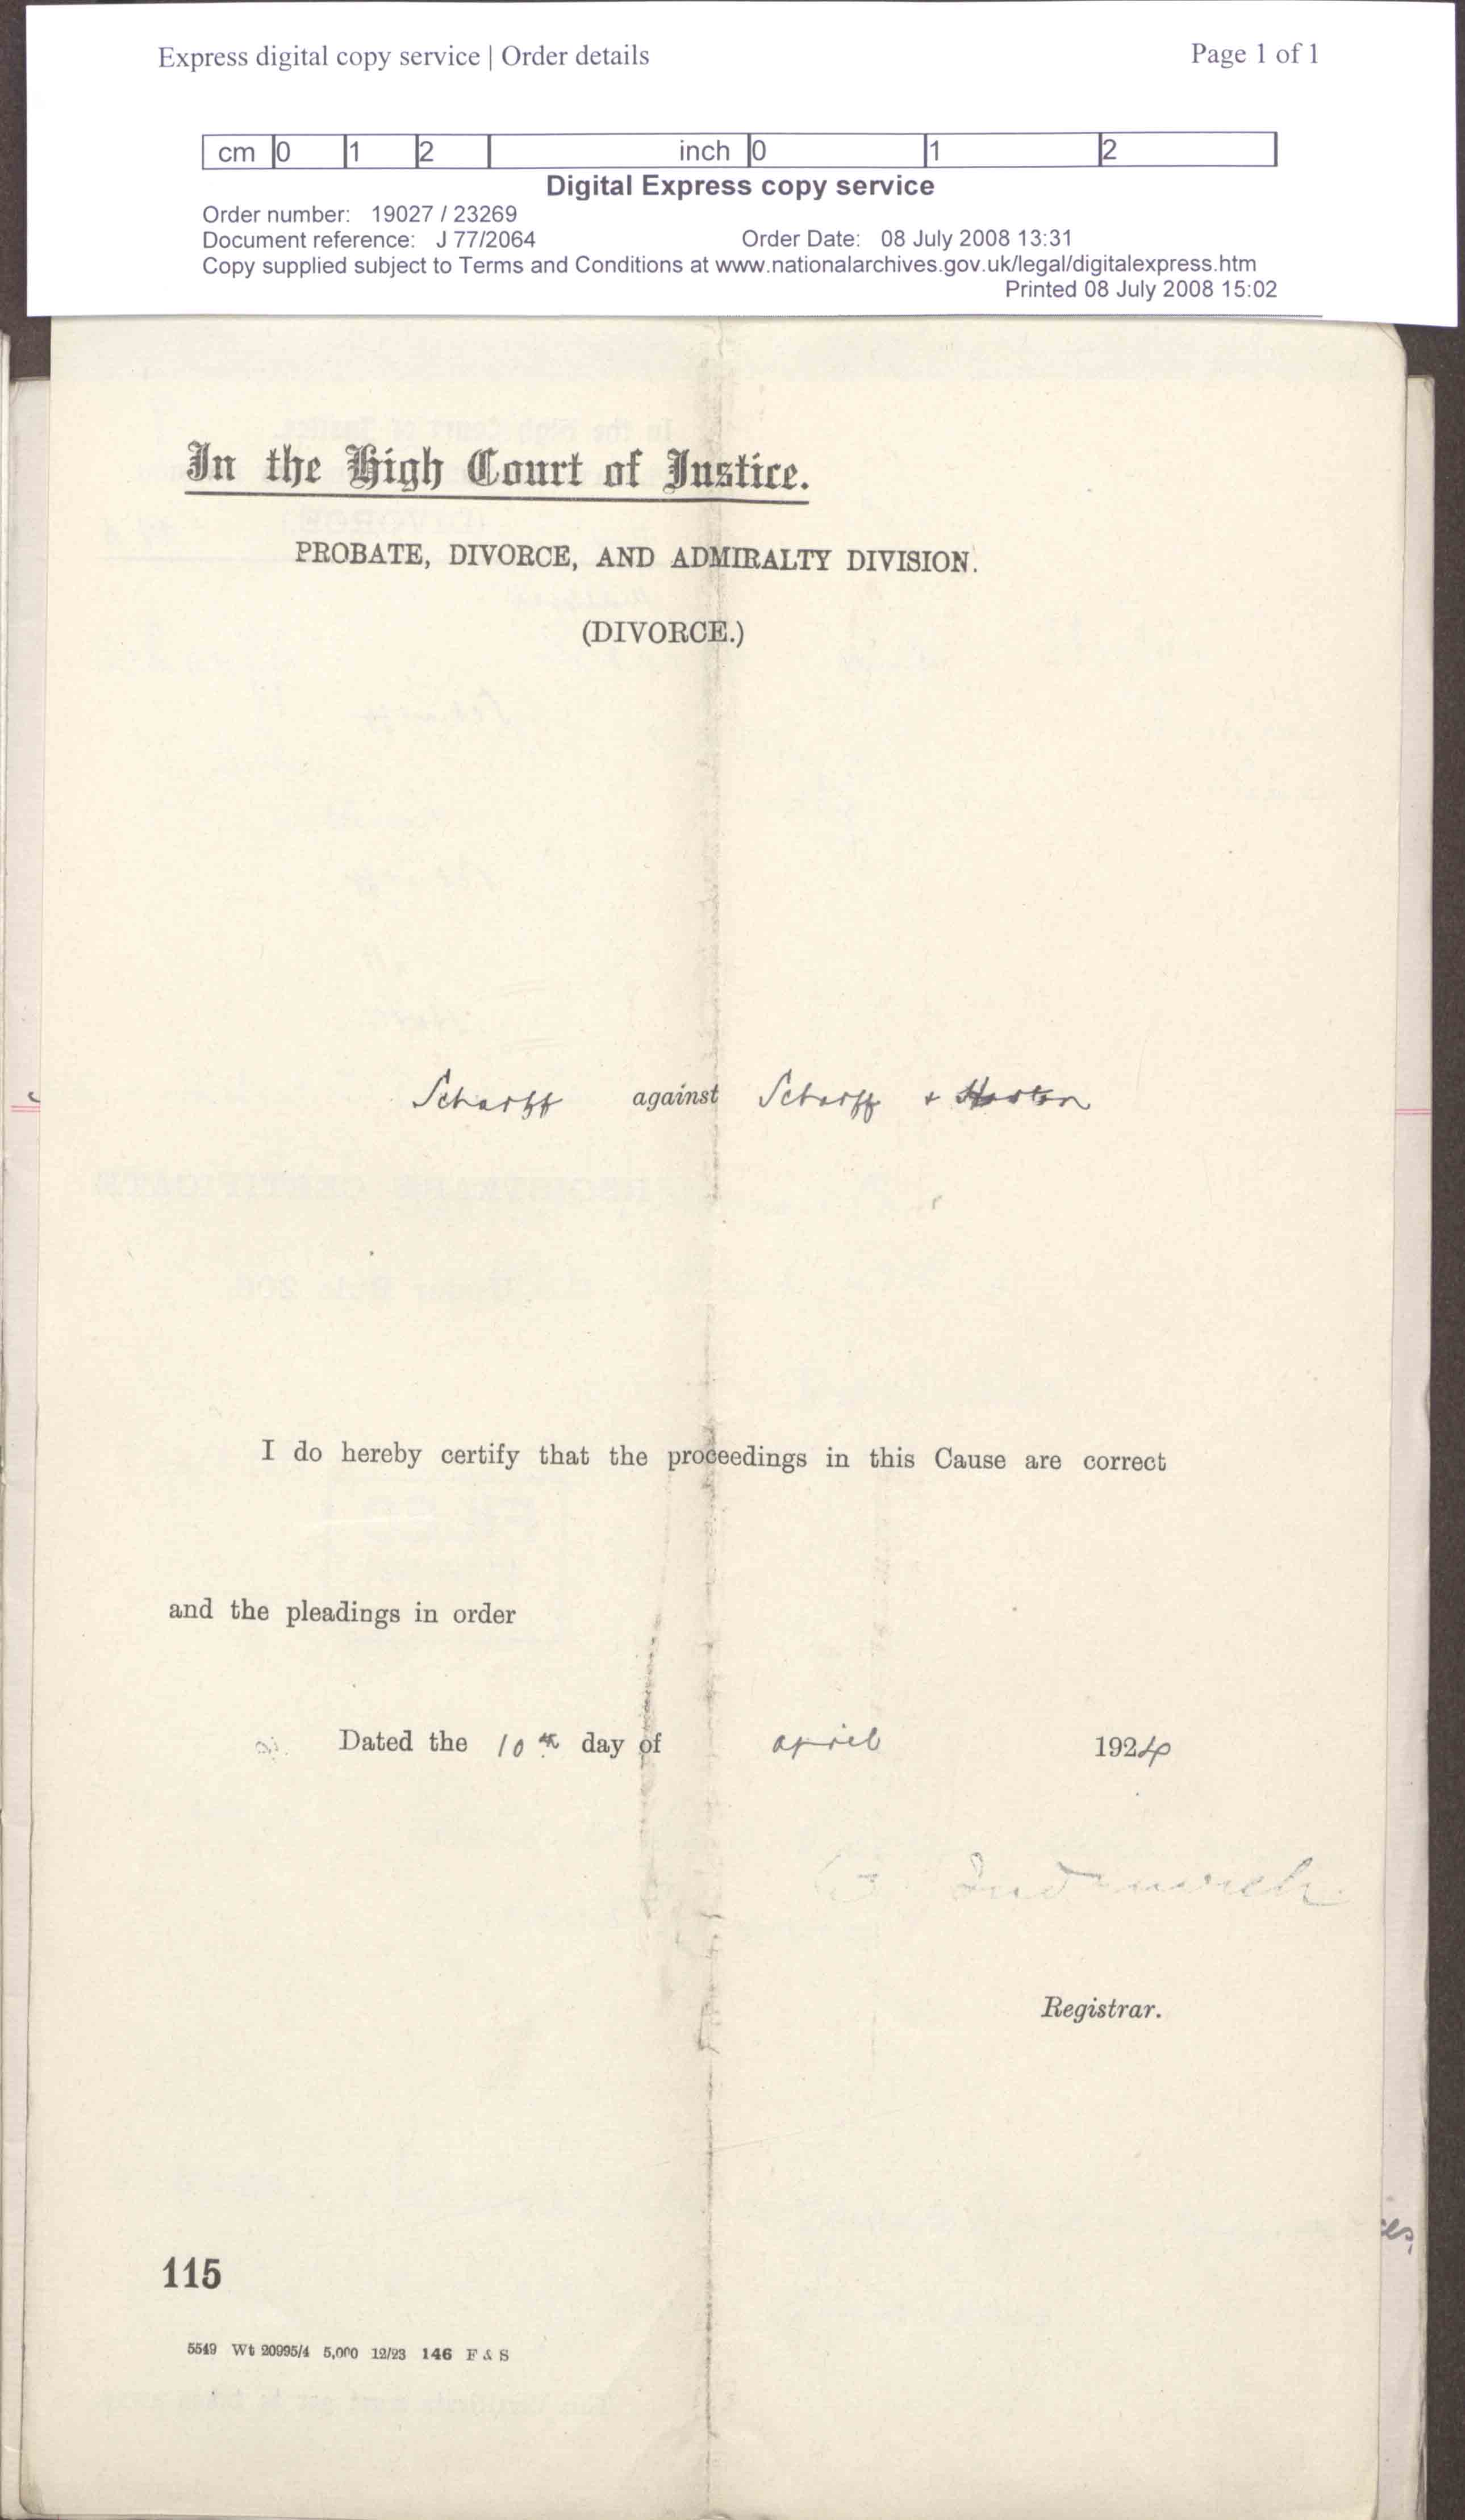 Express digital copy service | Order details Page 1 of 1
cm 0 1 2 inch 0 1 2
Digital Express copy service
Order number: 19027 / 23269
Document reference: J 77/2064 Order Date: 08 July 2008 13:31
Copy supplied subject to Terms and Conditions at www.nationalarchives.gov.uk/legal/digitalexpress.htm
Printed 08 July 2008 15:02
In the High Court of Justice.
PROBATE, DIVORCE, AND ADMIRALTY DIVISION.
(DIVORCE.)
Scharff against Scharff +
I do hereby certify that the proceedings in this Cause are correct
and the pleadings in order
Dated the 10th day of april 1924
Registrar.
115
5549 Wt 20995/4 5,000 12/23 146 F & S